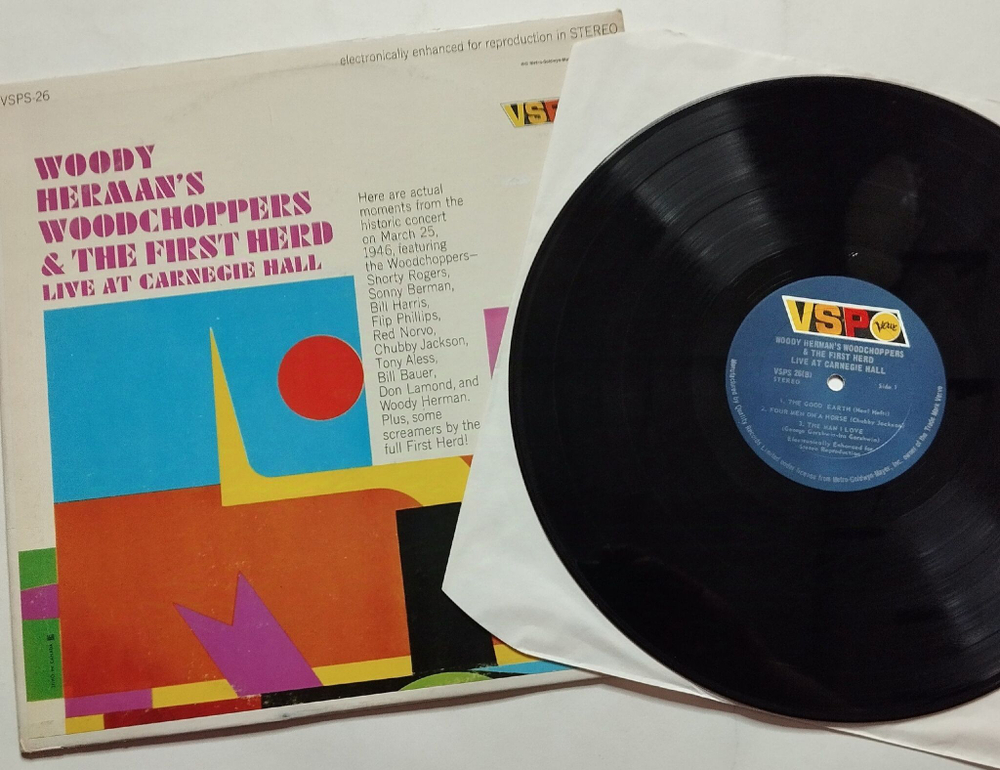 electronically enhanced for reproduction in STEREO
VSPS-26
VSP
WOODY
HERMAN'S
WOODCHOPPERS
& THE FIRST HERD
LIVE AT CARNEGIE HALL
Here are actual
moments from the
historic concert
on March 25,
1946, featuring
the Woodchoppers—
Shorty Rogers,
Sonny Berman,
Bill Harris,
Flip Phillips,
Red Norvo,
Chubby Jackson,
Tony Aless,
Bill Bauer,
Don Lamond, and
Woody Herman.
Plus, some
screamers by the
full First Herd!
VSP Verve
WOODY HERMAN'S WOODCHOPPERS
& THE FIRST HERD
LIVE AT CARNEGIE HALL
VSPS 26(B)
STEREO
Side 1
1. THE GOOD EARTH (Neal Hefti)
2. FOUR MEN ON A HORSE (Chubby Jackson)
3. THE MAN I LOVE
(George Gershwin-Ira Gershwin)
Electronically Enhanced for
Stereo Reproduction